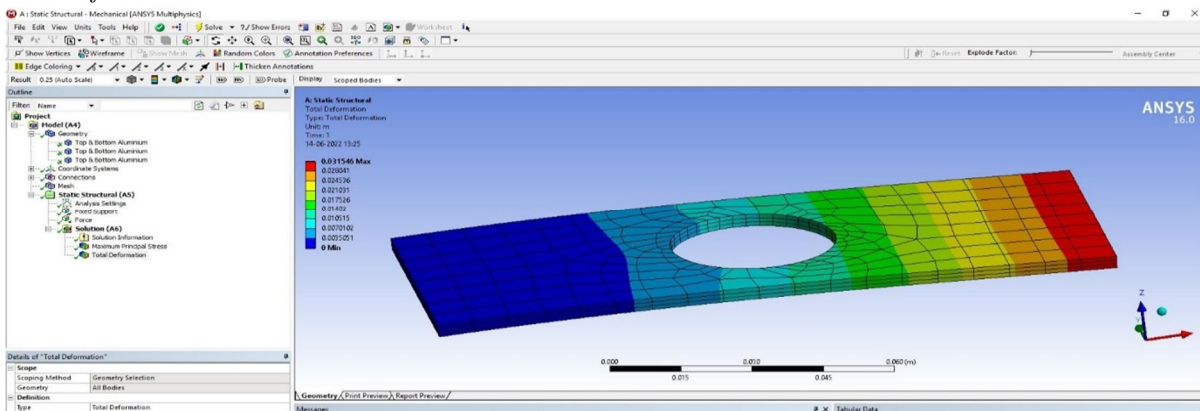 A : Static Structural - Mechanical [ANSYS Multiphysics]
File Edit View Units Tools Help Solve ?/ Show Errors Worksheet
Show Vertices Wireframe Show Mesh Random Colors Annotation Preferences Reset Explode Factor: Assembly Center
Edge Coloring Thicken Annotations
Result 0.25 (Auto Scale) Probe Display Scoped Bodies
Outline
Filter: Name
Project
Model (A4)
Geometry
Top & Bottom Aluminium
Top & Bottom Aluminium
Top & Bottom Aluminium
Coordinate Systems
Connections
Mesh
Static Structural (A5)
Analysis Settings
Fixed Support
Force
Solution (A6)
Solution Information
Maximum Principal Stress
Total Deformation
Details of "Total Deformation"
Scope
Scoping Method Geometry Selection
Geometry All Bodies
Definition
Type Total Deformation
A: Static Structural
Total Deformation
Type: Total Deformation
Unit: m
Time: 1
14-06-2022 13:25
0.031546 Max
0.028041
0.024536
0.021031
0.017526
0.01402
0.010515
0.0070102
0.0035051
0 Min
ANSYS
16.0
Z
0.000 0.030 0.060 (m)
0.015 0.045
Geometry Print Preview Report Preview
Messages Tabular Data